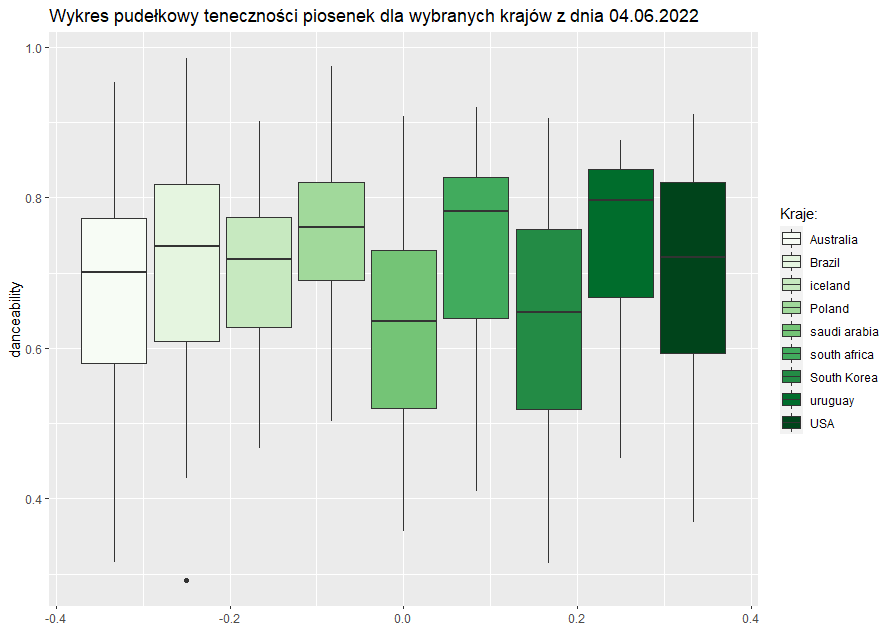 Wykres pudełkowy teneczności piosenek dla wybranych krajów z dnia 04.06.2022
1.0
0.8
0.6
0.4
danceability
-0.4
-0.2
0.0
0.2
0.4
Kraje:
Australia
Brazil
iceland
Poland
saudi arabia
south africa
South Korea
uruguay
USA